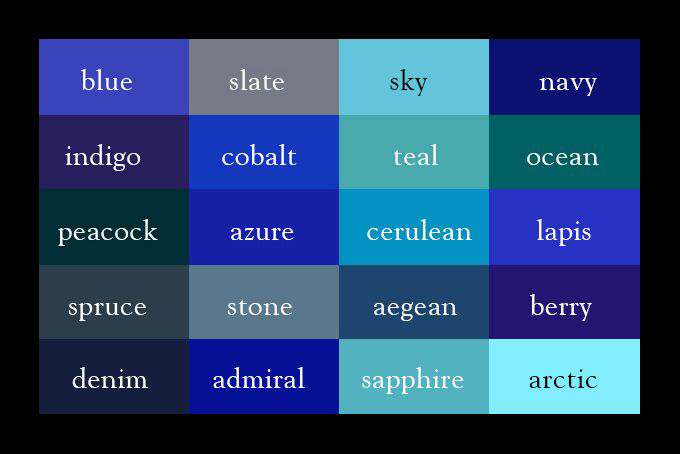 blue slate sky navy
indigo cobalt teal ocean
peacock azure cerulean lapis
spruce stone aegean berry
denim admiral sapphire arctic